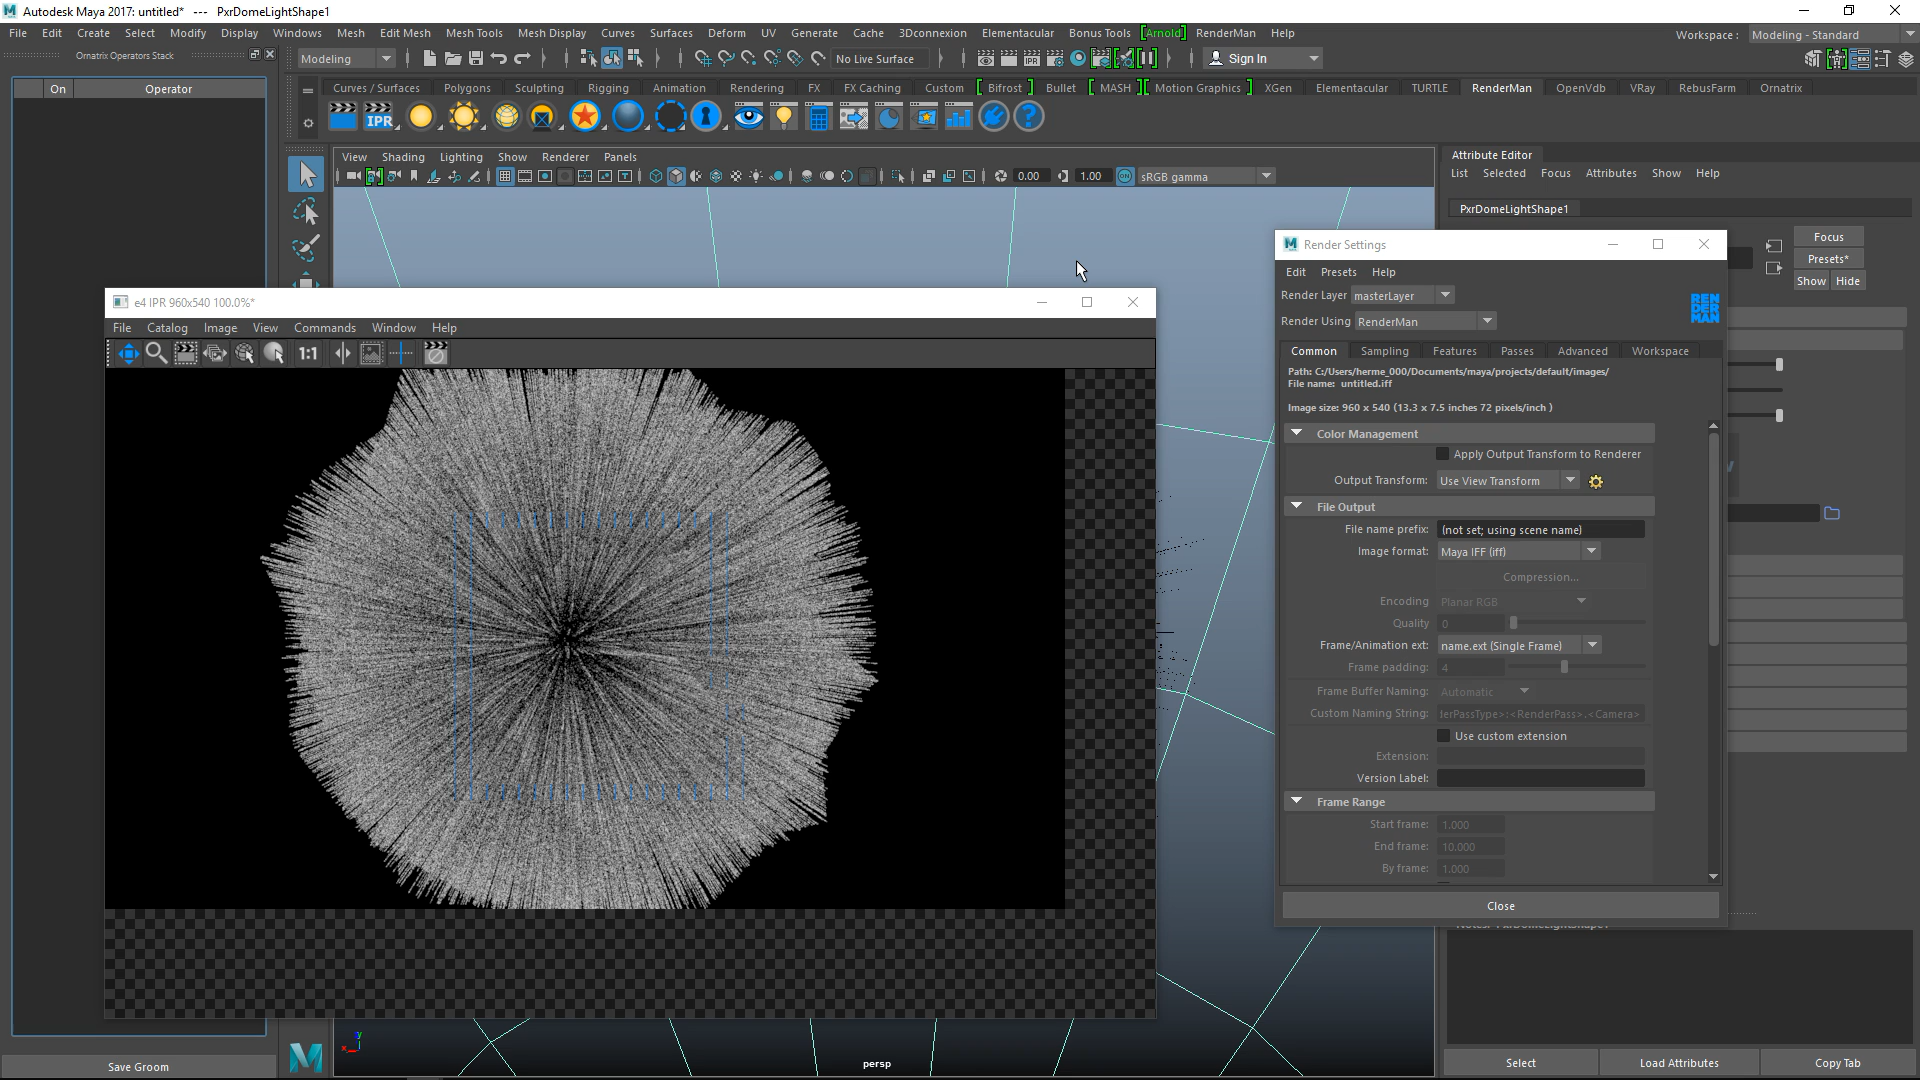 Autodesk Maya 2017: untitled* --- PxrDomeLightShape1
File Edit Create Select Modify Display Windows Mesh Edit Mesh Mesh Tools Mesh Display Curves Surfaces Deform UV Generate Cache 3Dconnexion Elementacular Bonus Tools [Arnold] RenderMan Help
Workspace: Modeling - Standard
Ornatrix Operators Stack
Modeling
No Live Surface
Sign In
On Operator
Curves / Surfaces Polygons Sculpting Rigging Animation Rendering FX FX Caching Custom Bifrost Bullet MASH Motion Graphics XGen Elementacular TURTLE RenderMan OpenVdb VRay RebusFarm Ornatrix
IPR
View Shading Lighting Show Renderer Panels
0.00 1.00 ON sRGB gamma
Attribute Editor
List Selected Focus Attributes Show Help
PxrDomeLightShape1
Focus
Presets*
Show Hide
e4 IPR 960x540 100.0%*
File Catalog Image View Commands Window Help
1:1
Render Settings
Edit Presets Help
Render Layer masterLayer
Render Using RenderMan
REN
DER
MAN
Common Sampling Features Passes Advanced Workspace
Path: C:/Users/herme_000/Documents/maya/projects/default/images/
File name: untitled.iff
Image size: 960 x 540 (13.3 x 7.5 inches 72 pixels/inch )
Color Management
Apply Output Transform to Renderer
Output Transform: Use View Transform
File Output
File name prefix: (not set; using scene name)
Image format: Maya IFF (iff)
Compression...
Encoding Planar RGB
Quality 0
Frame/Animation ext: name.ext (Single Frame)
Frame padding: 4
Frame Buffer Naming: Automatic
Custom Naming String: erPassType>:<RenderPass>.<Camera>
Use custom extension
Extension:
Version Label:
Frame Range
Start frame: 1.000
End frame: 10.000
By frame: 1.000
Close
persp
Save Groom
Select Load Attributes Copy Tab